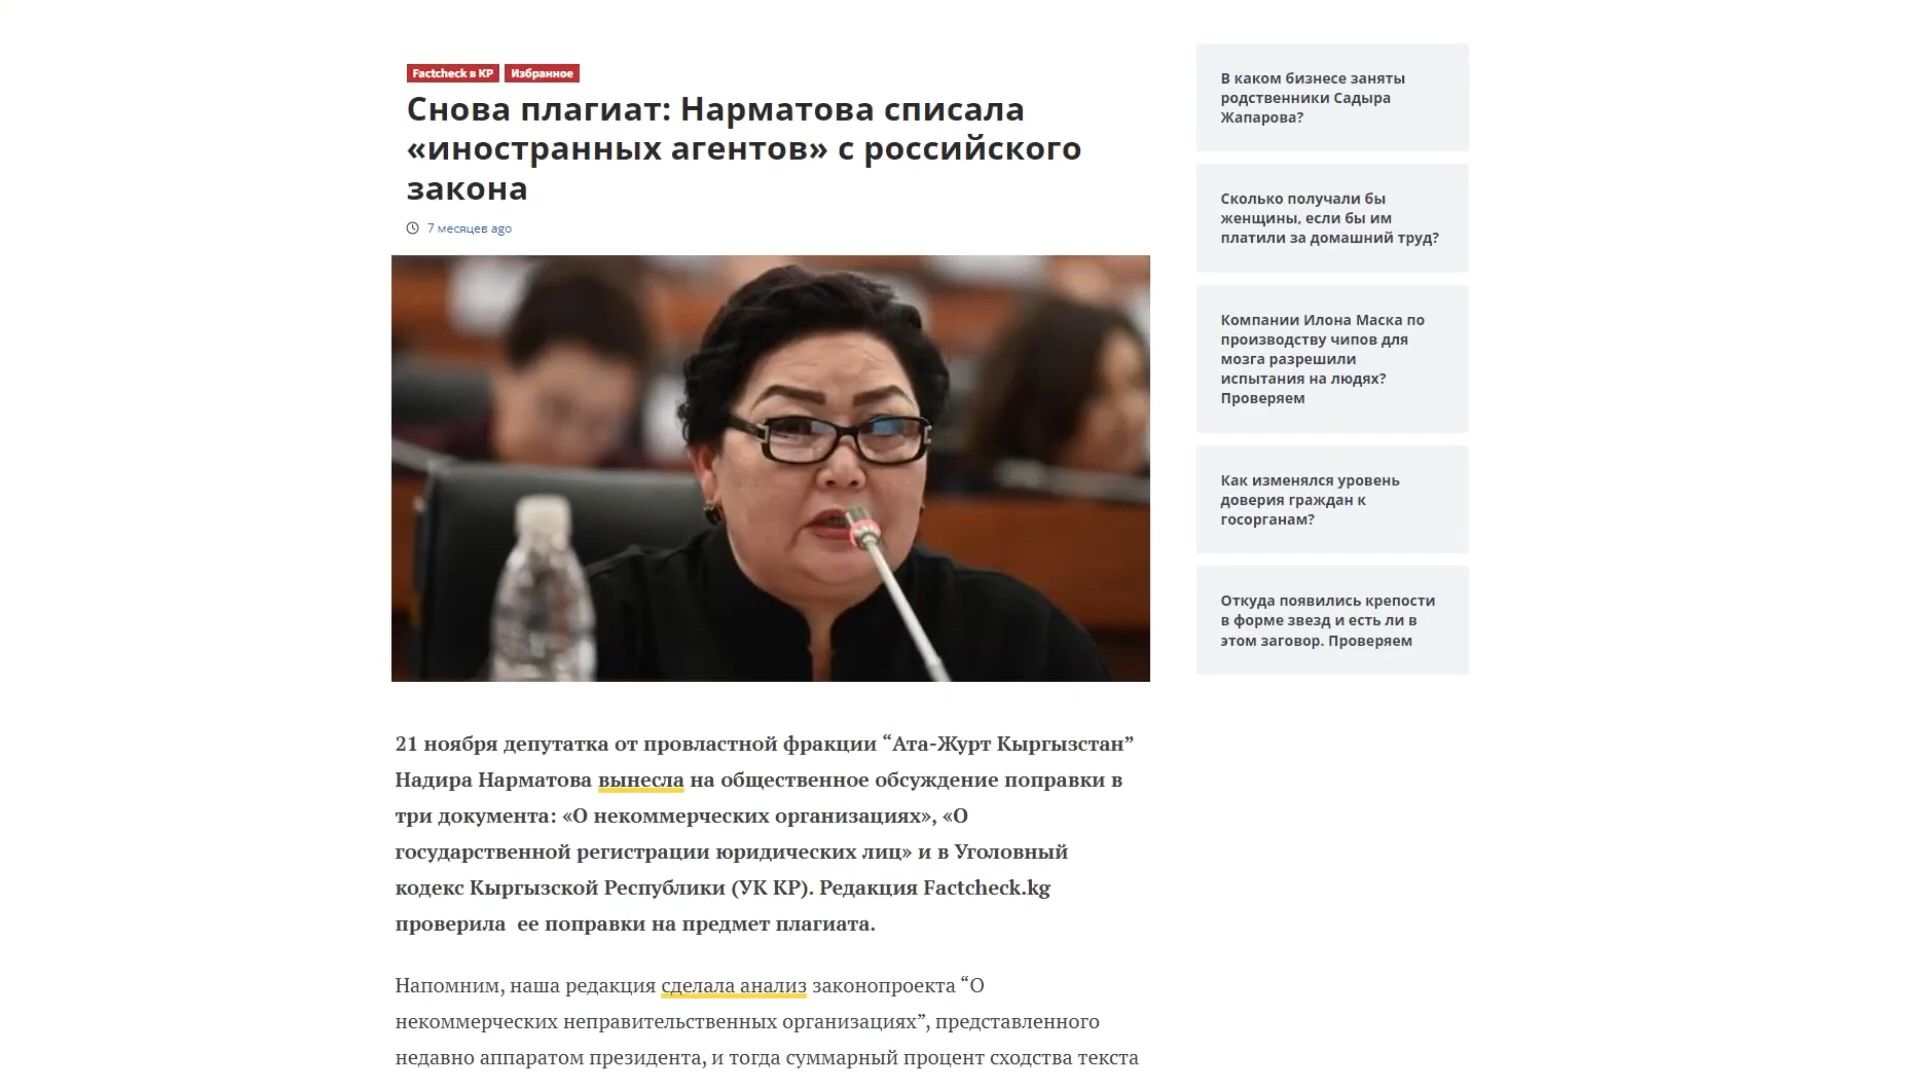 Factcheck в КР Избранное
Снова плагиат: Нарматова списала
«иностранных агентов» с российского
закона
7 месяцев ago
21 ноября депутатка от провластной фракции “Ата-Журт Кыргызстан”
Надира Нарматова вынесла на общественное обсуждение поправки в
три документа: «О некоммерческих организациях», «О
государственной регистрации юридических лиц» и в Уголовный
кодекс Кыргызской Республики (УК КР). Редакция Factcheck.kg
проверила  ее поправки на предмет плагиата.
Напомним, наша редакция сделала анализ законопроекта “О
некоммерческих неправительственных организациях”, представленного
недавно аппаратом президента, и тогда суммарный процент сходства текста
В каком бизнесе заняты
родственники Садыра
Жапарова?
Сколько получали бы
женщины, если бы им
платили за домашний труд?
Компании Илона Маска по
производству чипов для
мозга разрешили
испытания на людях?
Проверяем
Как изменялся уровень
доверия граждан к
госорганам?
Откуда появились крепости
в форме звезд и есть ли в
этом заговор. Проверяем